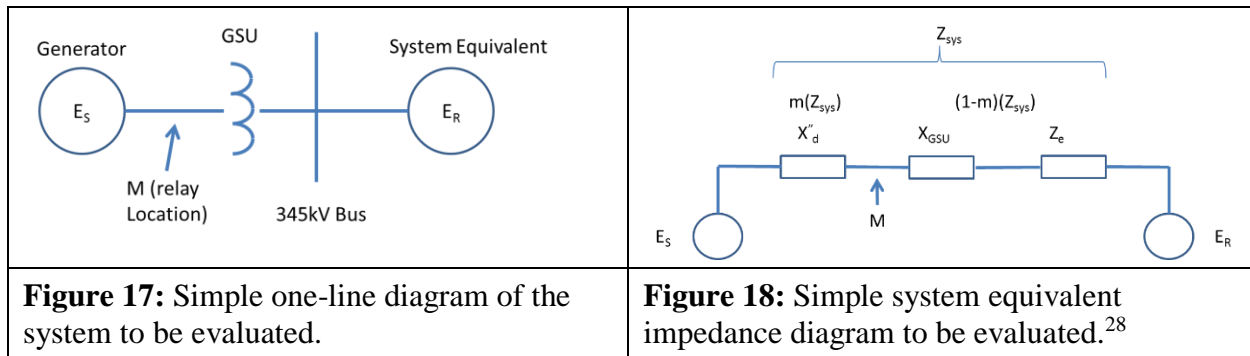 GSU
Generator
System Equivalent
E_S
E_R
M (relay
Location)
345kV Bus
Z_sys
m(Z_sys)
(1-m)(Z_sys)
X"_d
X_GSU
Z_e
M
E_S
E_R
Figure 17: Simple one-line diagram of the
system to be evaluated.
Figure 18: Simple system equivalent
impedance diagram to be evaluated.28